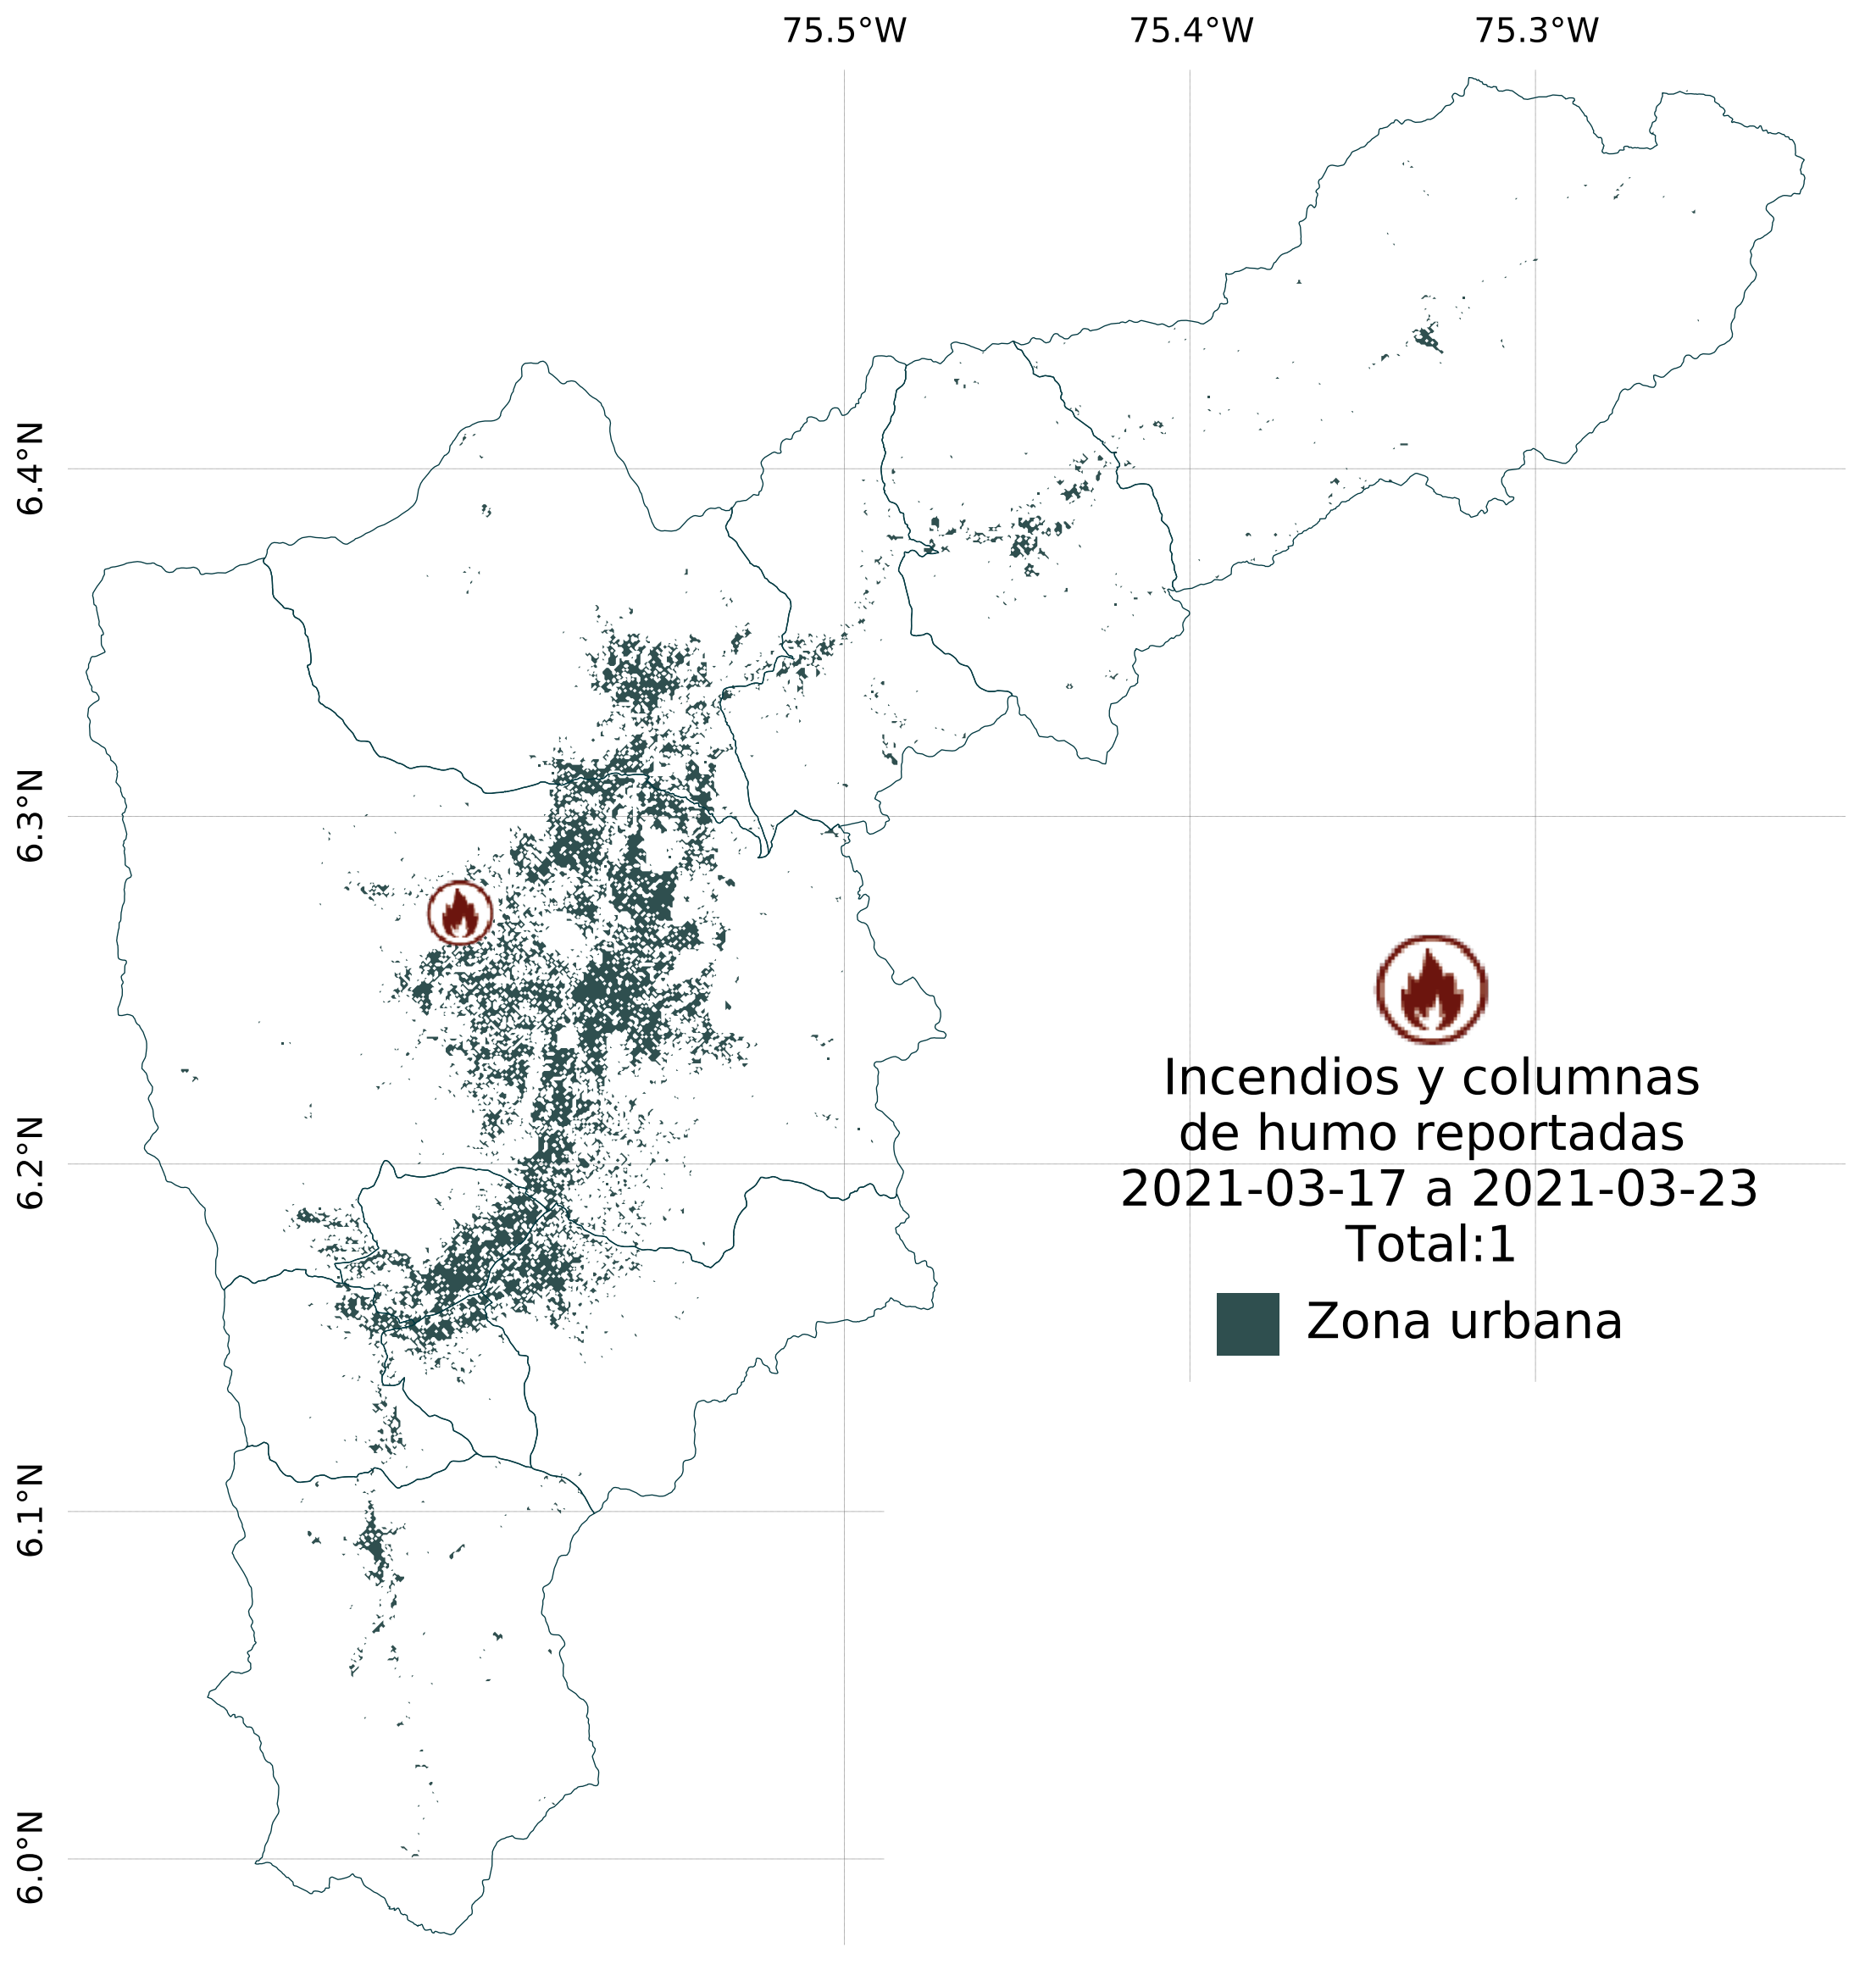 75.5°W 75.4°W 75.3°W
6.4°N
6.3°N
6.2°N
6.1°N
6.0°N
Incendios y columnas
de humo reportadas
2021-03-17 a 2021-03-23
Total:1
Zona urbana